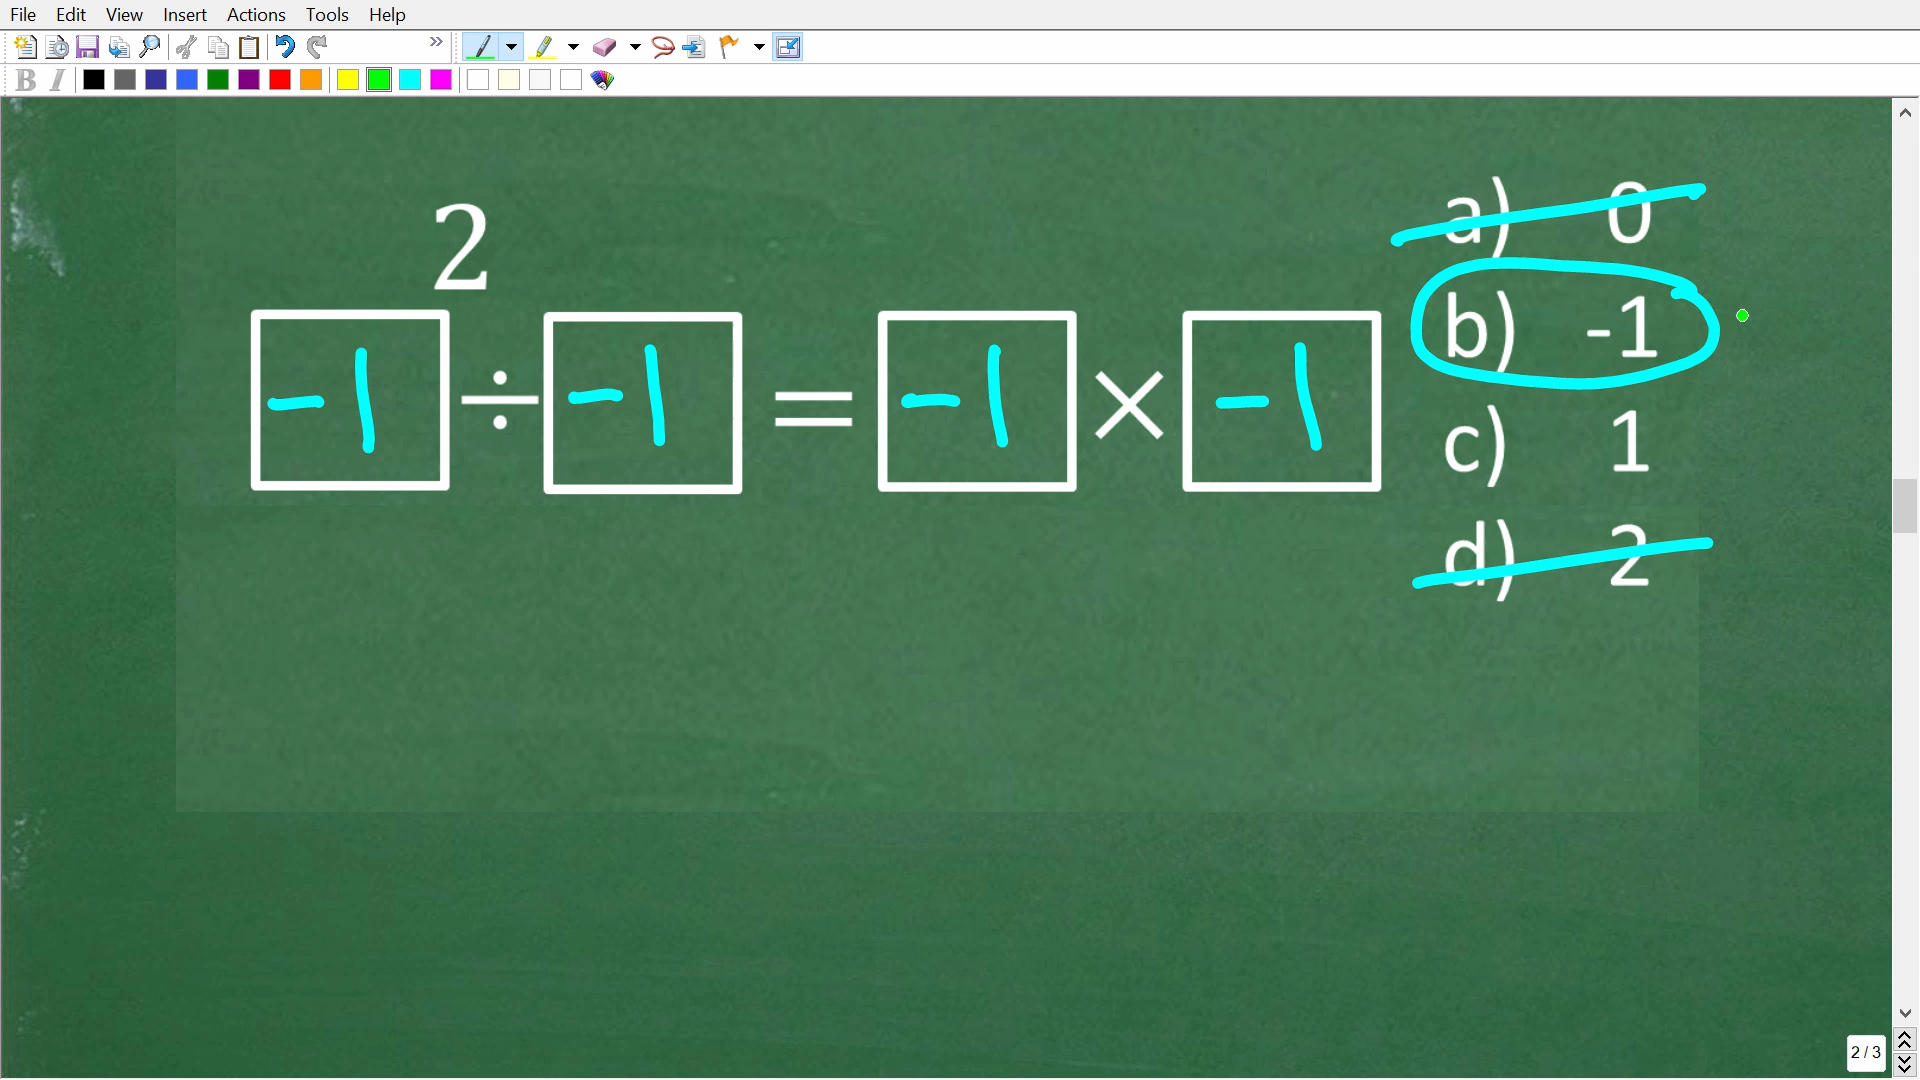 File Edit View Insert Actions Tools Help
B I
2
-1 ÷ -1 = -1 × -1
a) 0
b) -1
c) 1
d) 2
2 / 3